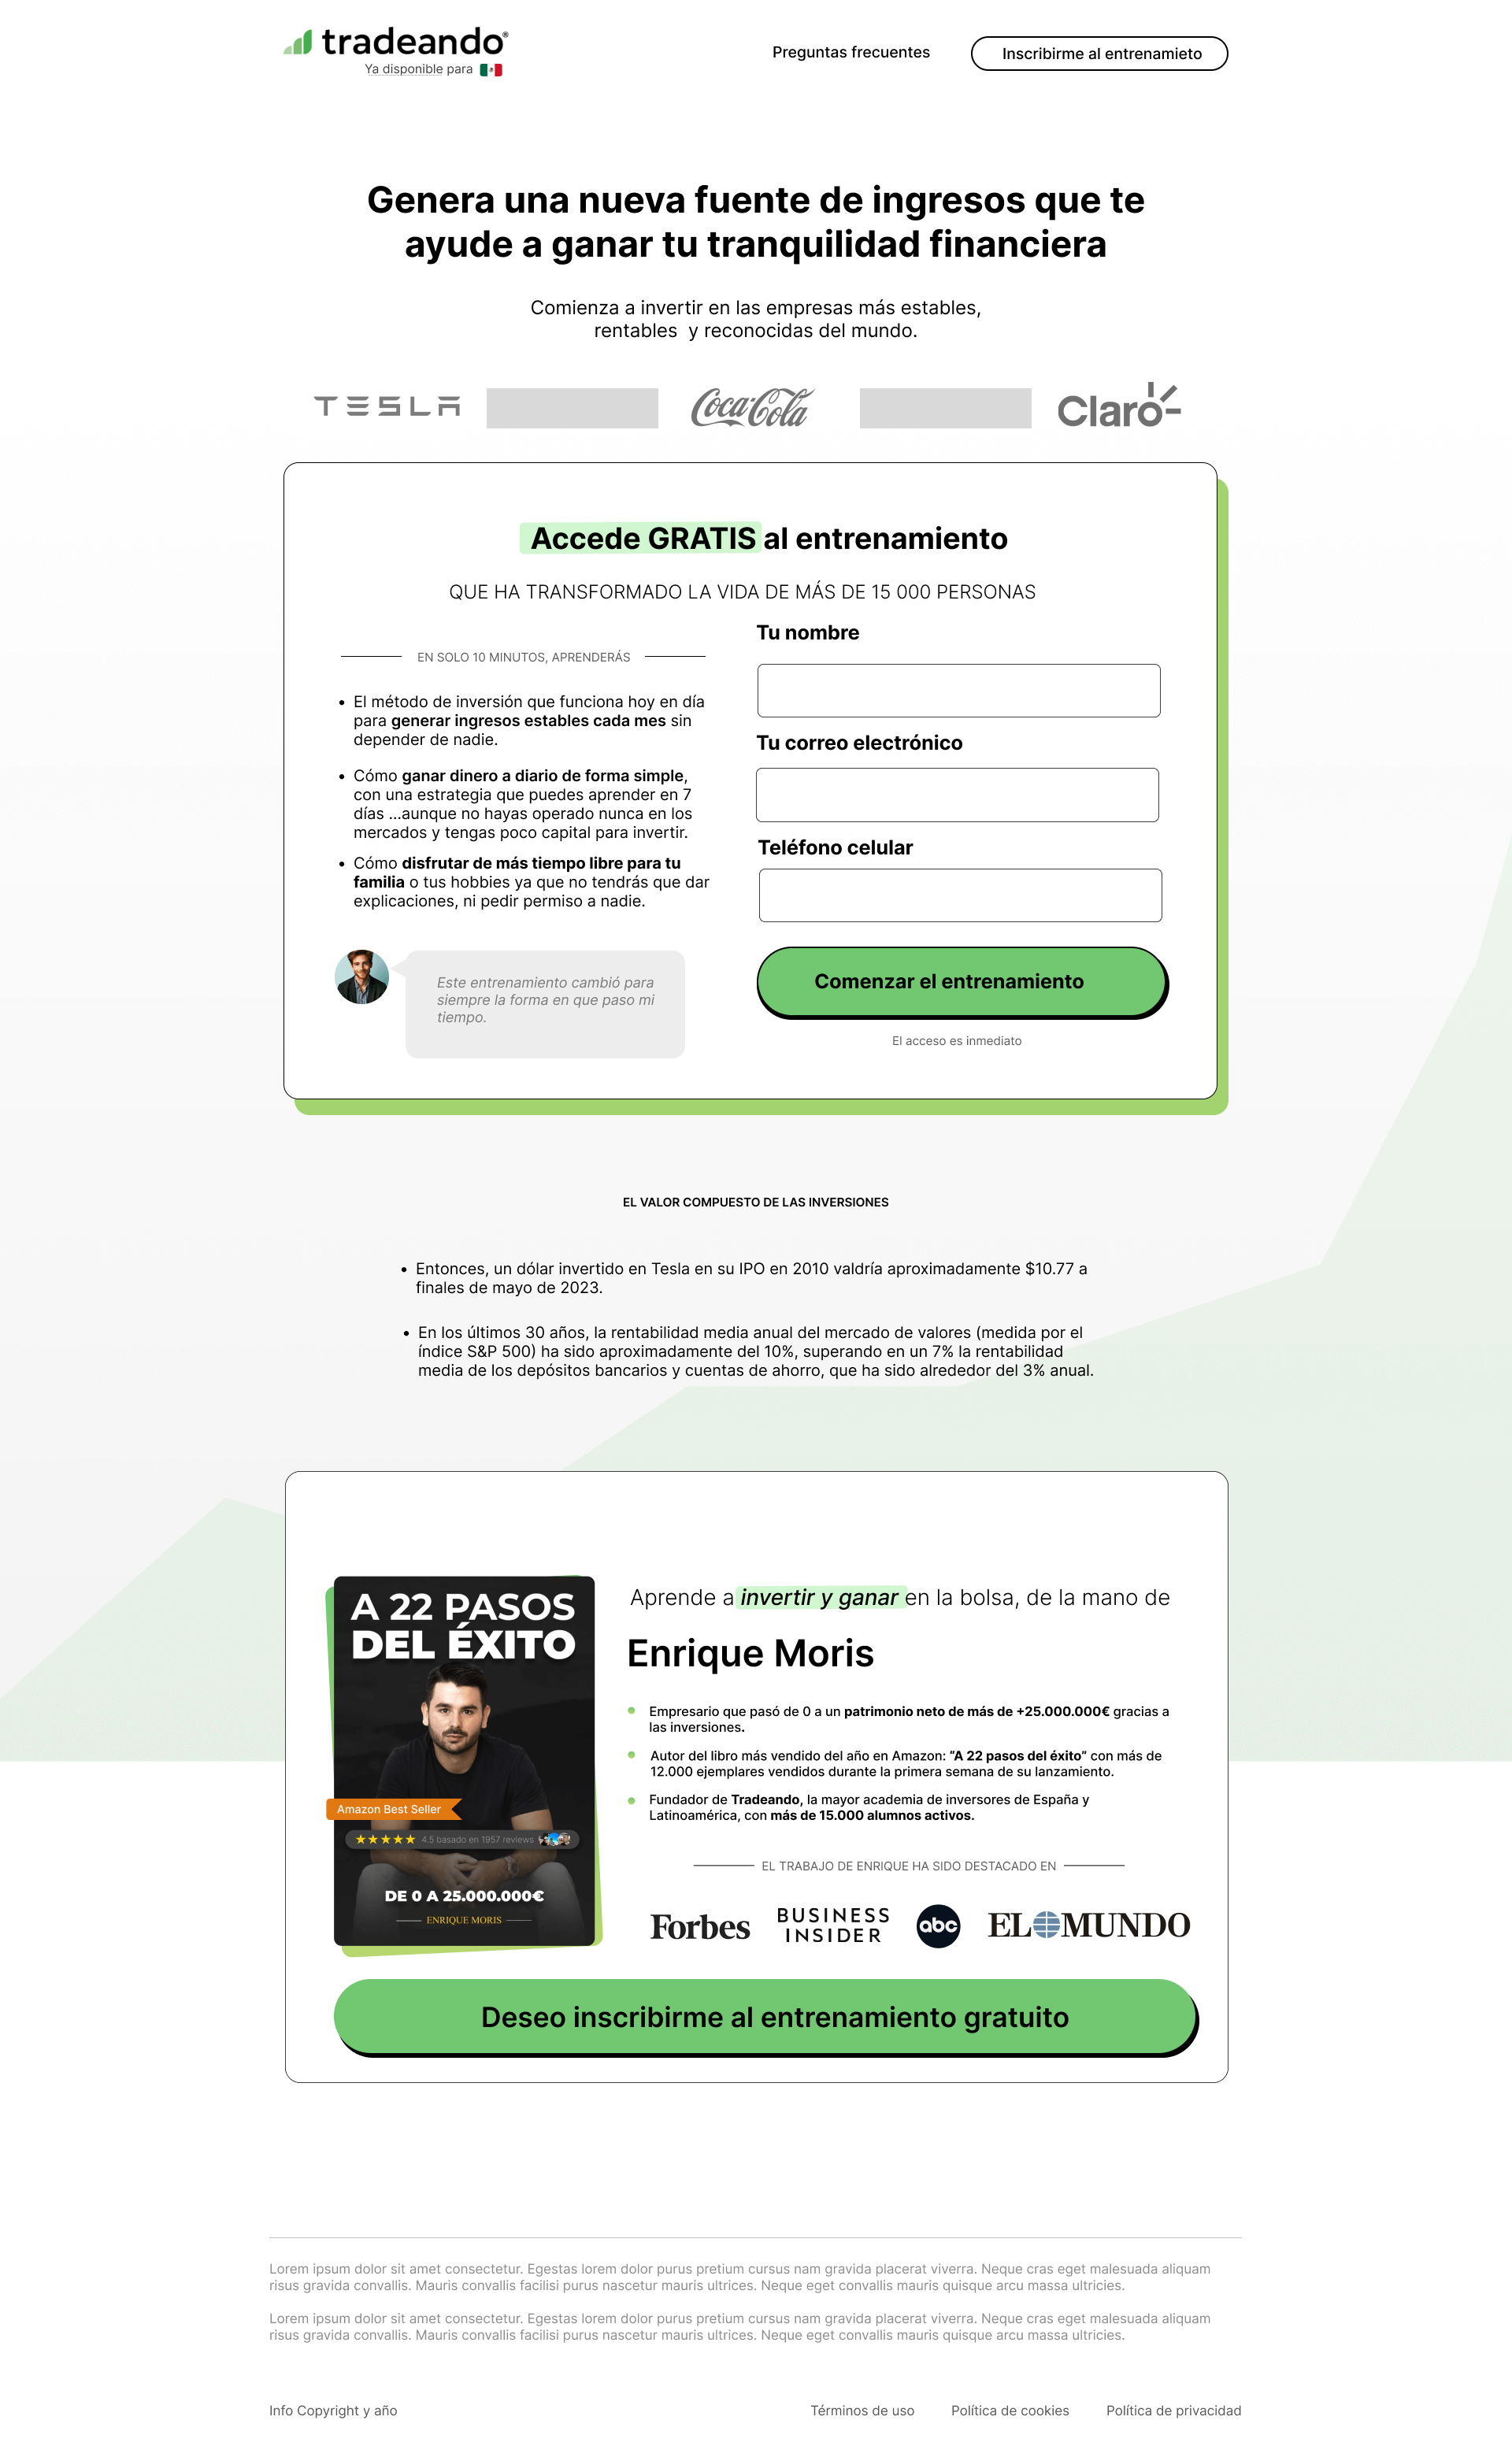 tradeando®
Ya disponible para
Preguntas frecuentes
Inscribirme al entrenamieto
Genera una nueva fuente de ingresos que te
ayude a ganar tu tranquilidad financiera
Comienza a invertir en las empresas más estables,
rentables  y reconocidas del mundo.
TESLA
Coca-Cola
Claro
Accede GRATIS al entrenamiento
QUE HA TRANSFORMADO LA VIDA DE MÁS DE 15 000 PERSONAS
EN SOLO 10 MINUTOS, APRENDERÁS
• El método de inversión que funciona hoy en día
para generar ingresos estables cada mes sin
depender de nadie.
• Cómo ganar dinero a diario de forma simple,
con una estrategia que puedes aprender en 7
días ...aunque no hayas operado nunca en los
mercados y tengas poco capital para invertir.
• Cómo disfrutar de más tiempo libre para tu
familia o tus hobbies ya que no tendrás que dar
explicaciones, ni pedir permiso a nadie.
Este entrenamiento cambió para
siempre la forma en que paso mi
tiempo.
Tu nombre
Tu correo electrónico
Teléfono celular
Comenzar el entrenamiento
El acceso es inmediato
EL VALOR COMPUESTO DE LAS INVERSIONES
• Entonces, un dólar invertido en Tesla en su IPO en 2010 valdría aproximadamente $10.77 a
finales de mayo de 2023.
• En los últimos 30 años, la rentabilidad media anual del mercado de valores (medida por el
índice S&P 500) ha sido aproximadamente del 10%, superando en un 7% la rentabilidad
media de los depósitos bancarios y cuentas de ahorro, que ha sido alrededor del 3% anual.
A 22 PASOS
DEL ÉXITO
Amazon Best Seller
4.5 basado en 1957 reviews
DE 0 A 25.000.000€
ENRIQUE MORIS
Aprende a invertir y ganar en la bolsa, de la mano de
Enrique Moris
Empresario que pasó de 0 a un patrimonio neto de más de +25.000.000€ gracias a
las inversiones.
Autor del libro más vendido del año en Amazon: “A 22 pasos del éxito” con más de
12.000 ejemplares vendidos durante la primera semana de su lanzamiento.
Fundador de Tradeando, la mayor academia de inversores de España y
Latinoamérica, con más de 15.000 alumnos activos.
EL TRABAJO DE ENRIQUE HA SIDO DESTACADO EN
Forbes
BUSINESS
INSIDER
abc
EL MUNDO
Deseo inscribirme al entrenamiento gratuito
Lorem ipsum dolor sit amet consectetur. Egestas lorem dolor purus pretium cursus nam gravida placerat viverra. Neque cras eget malesuada aliquam
risus gravida convallis. Mauris convallis facilisi purus nascetur mauris ultrices. Neque eget convallis mauris quisque arcu massa ultricies.
Lorem ipsum dolor sit amet consectetur. Egestas lorem dolor purus pretium cursus nam gravida placerat viverra. Neque cras eget malesuada aliquam
risus gravida convallis. Mauris convallis facilisi purus nascetur mauris ultrices. Neque eget convallis mauris quisque arcu massa ultricies.
Info Copyright y año
Términos de uso
Política de cookies
Política de privacidad